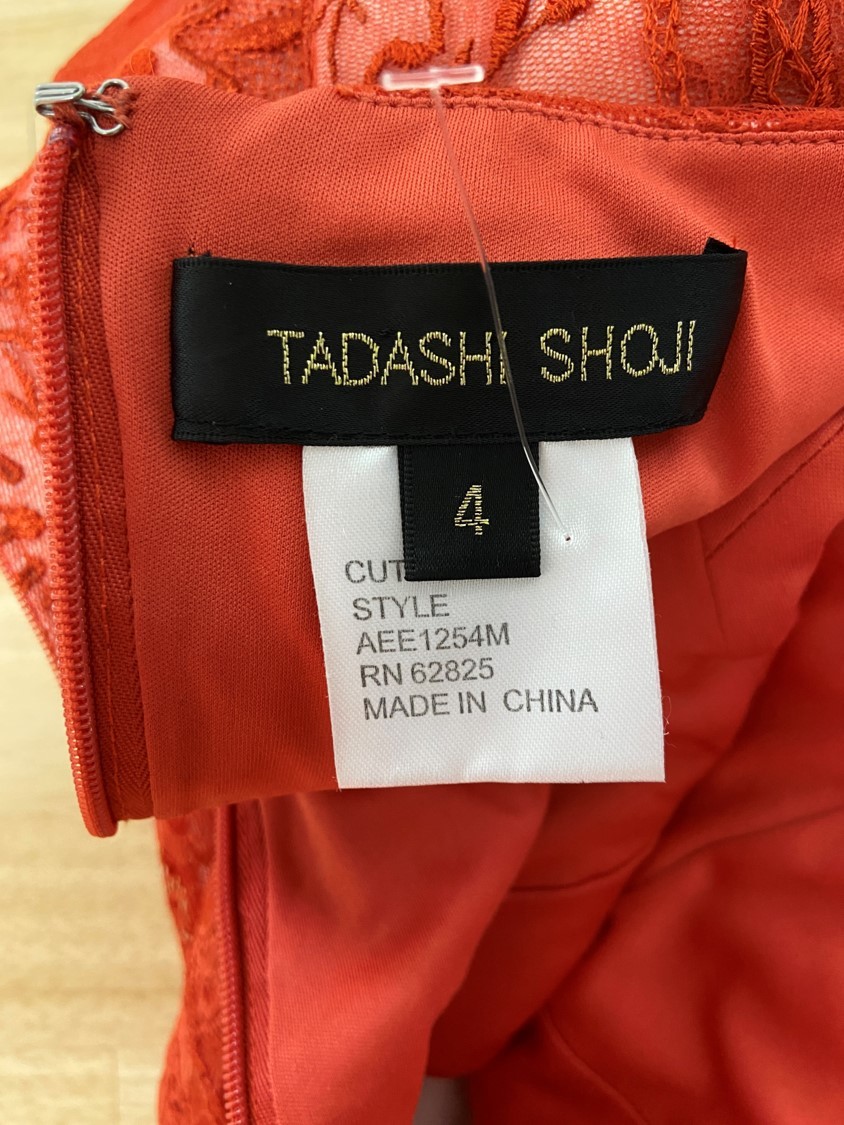 TADASHI SHOJI
4
CUT
STYLE
AEE1254M
RN 62825
MADE IN CHINA